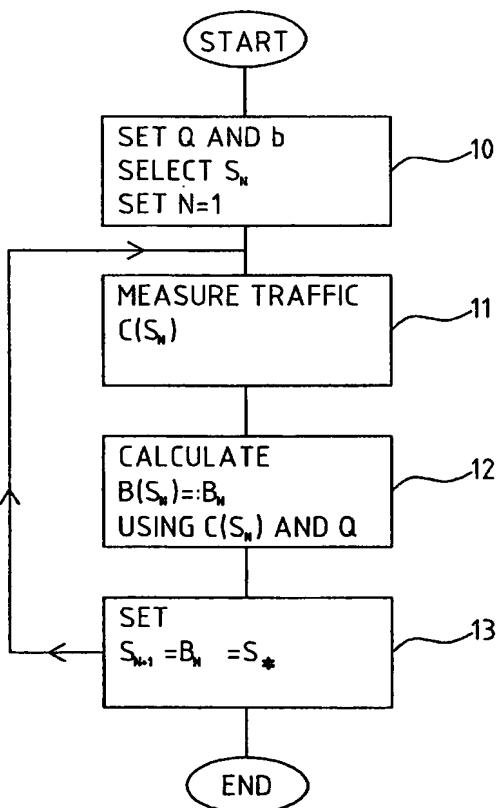 START
SET Q AND b
SELECT S_N
SET N=1
10
MEASURE TRAFFIC
C(S_N)
11
CALCULATE
B(S_N)=:B_N
USING C(S_N) AND Q
12
SET
S_N+1 =B_N =S_*
13
END